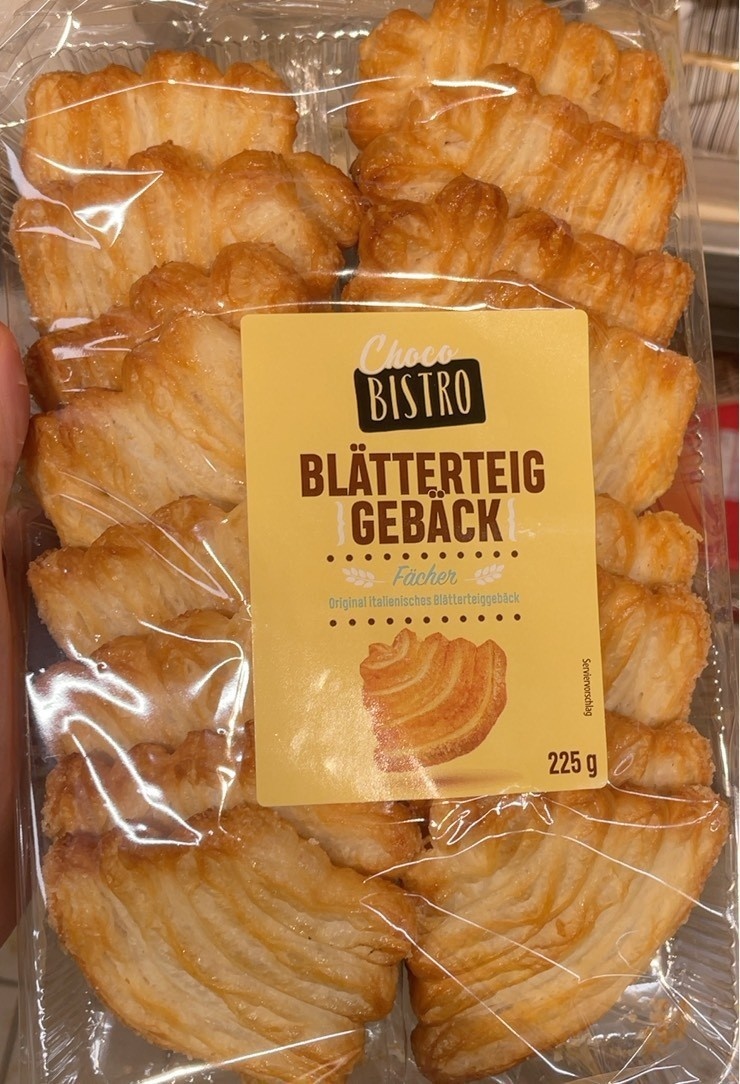 Choco
BISTRO
BLÄTTERTEIG
GEBÄCK
Fächer
Original italienisches Blätterteiggebäck
Serviervorschlag
225 g